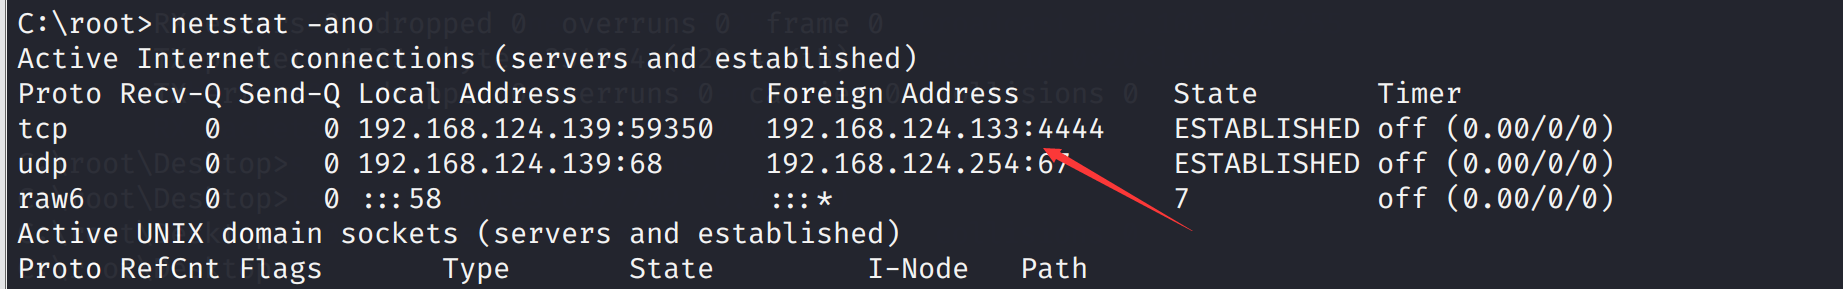 C:\root> netstat -ano
Active Internet connections (servers and established)
Proto Recv-Q Send-Q Local Address           Foreign Address         State       Timer
tcp        0      0 192.168.124.139:59350   192.168.124.133:4444    ESTABLISHED off (0.00/0/0)
udp        0      0 192.168.124.139:68      192.168.124.254:67      ESTABLISHED off (0.00/0/0)
raw6       0      0 :::58                   :::*                    7           off (0.00/0/0)
Active UNIX domain sockets (servers and established)
Proto RefCnt Flags       Type       State         I-Node   Path